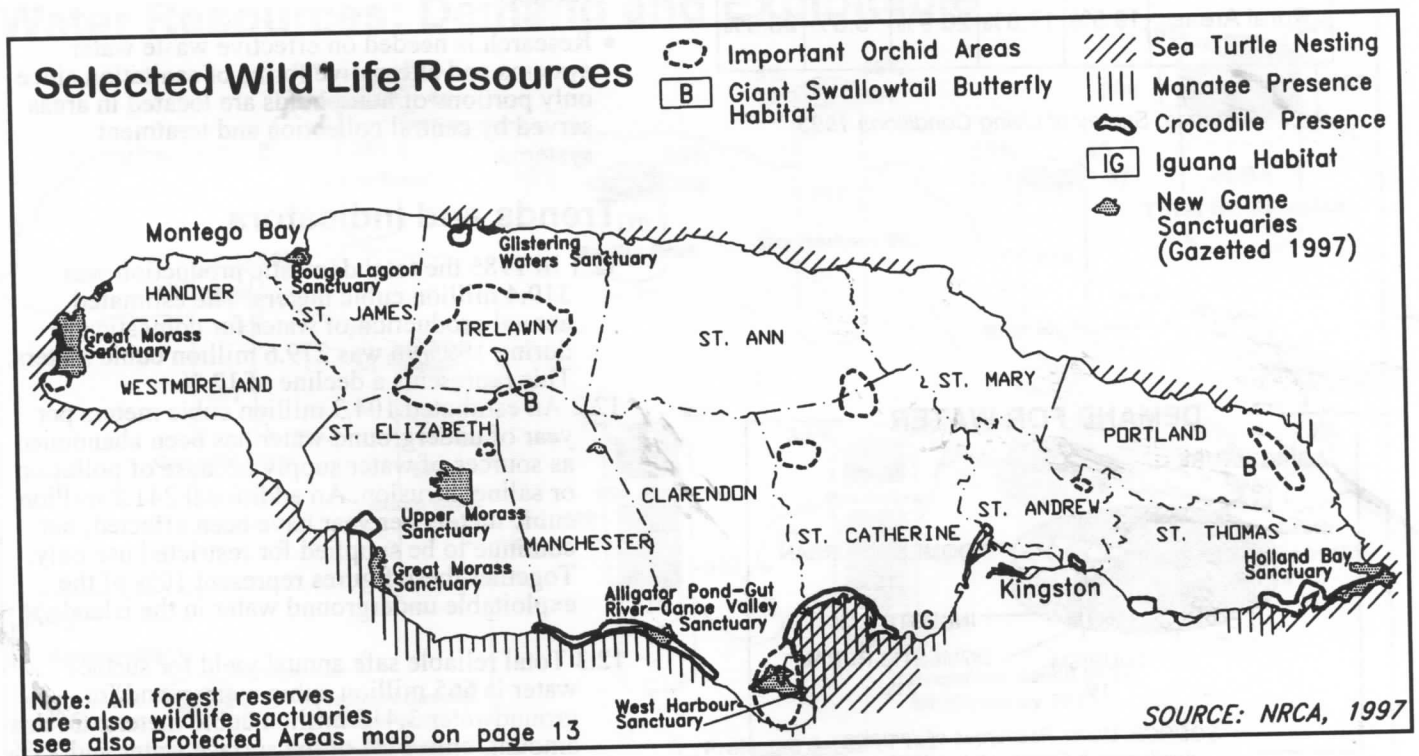 Selected Wild Life Resources
Important Orchid Areas
B Giant Swallowtail Butterfly
Habitat
Sea Turtle Nesting
Manatee Presence
Crocodile Presence
IG Iguana Habitat
New Game
Sanctuaries
(Gazetted 1997)
Montego Bay
Bouge Lagoon
Sanctuary
Glistering
Waters Sanctuary
HANOVER
ST. JAMES
TRELAWNY
ST. ANN
Great Morass
Sanctuary
WESTMORELAND
B
ST. MARY
ST. ELIZABETH
PORTLAND
B
CLARENDON
Upper Morass
Sanctuary
MANCHESTER
ST. CATHERINE
ST. ANDREW
ST. THOMAS
Great Morass
Sanctuary
Kingston
Holland Bay
Sanctuary
Alligator Pond-Gut
River-Canoe Valley
Sanctuary
IG
West Harbour
Sanctuary
Note: All forest reserves
are also wildlife sactuaries
see also Protected Areas map on page 13
SOURCE: NRCA, 1997